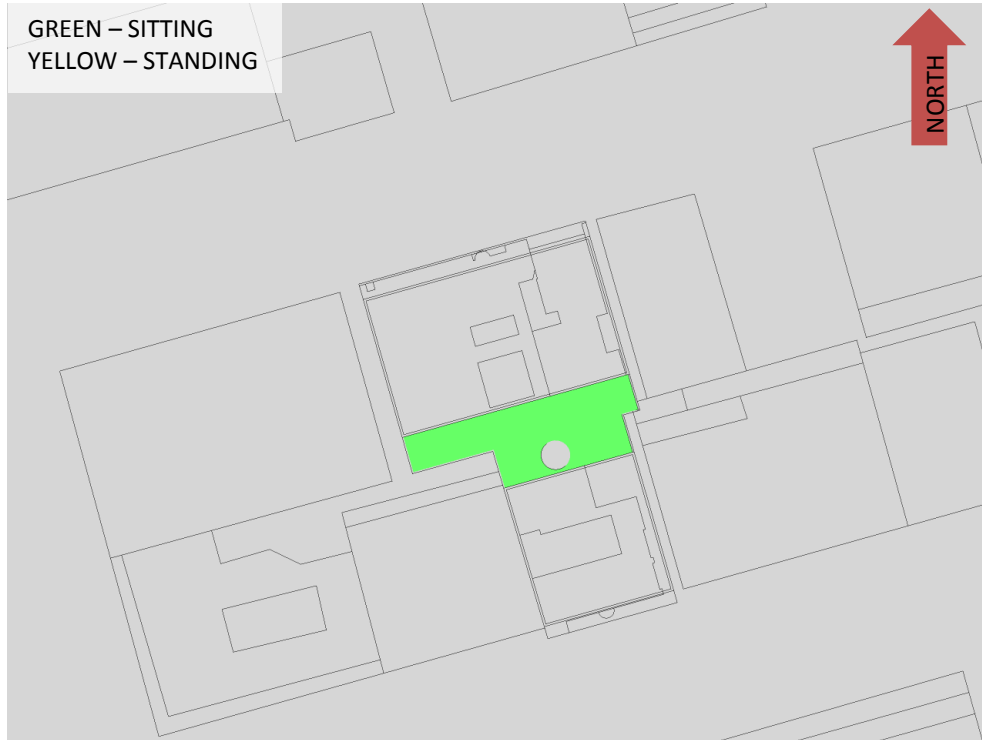 GREEN – SITTING
YELLOW – STANDING
NORTH